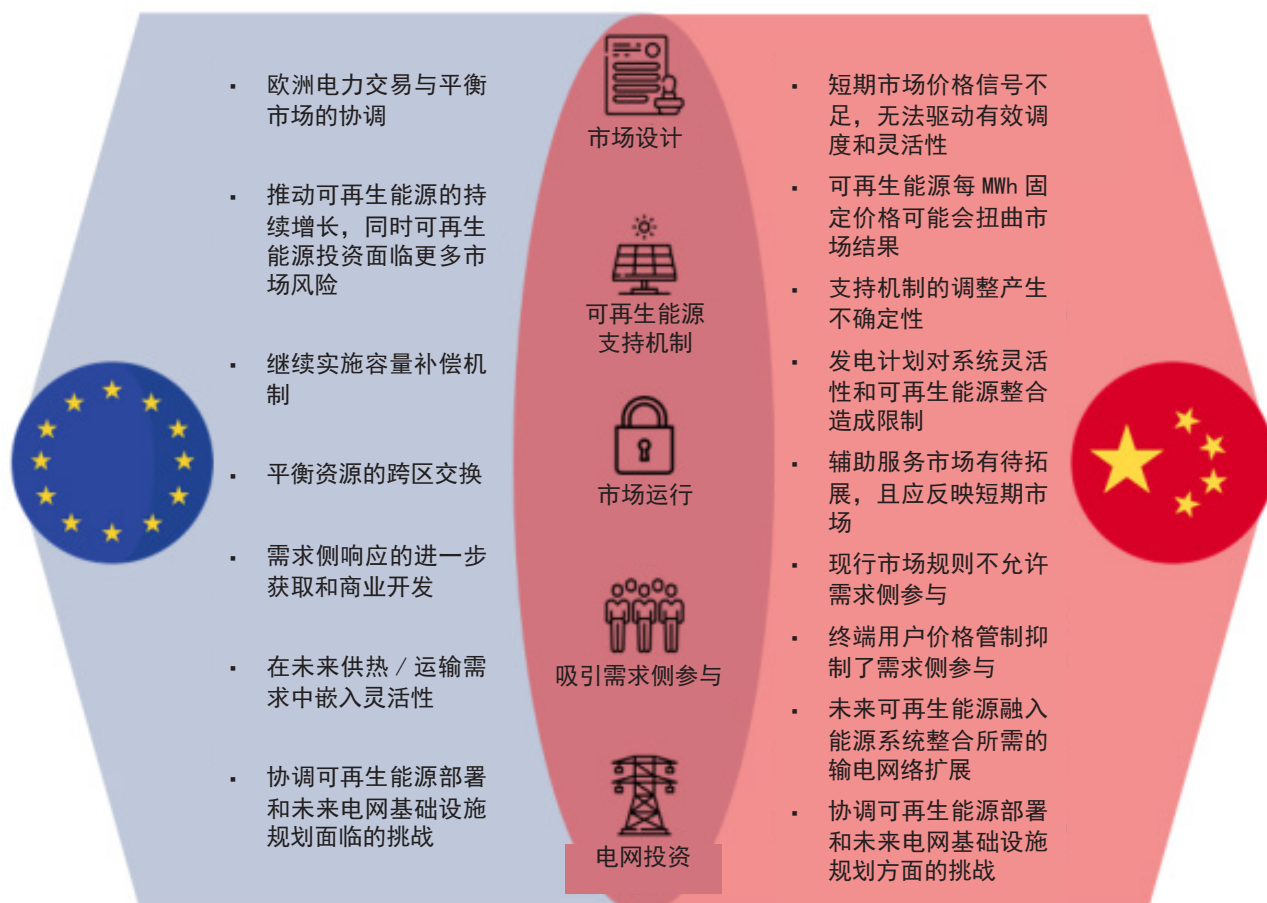 ▪ 欧洲电力交易与平衡
市场的协调
▪ 推动可再生能源的持
续增长，同时可再生
能源投资面临更多市
场风险
▪ 继续实施容量补偿机
制
▪ 平衡资源的跨区交换
▪ 需求侧响应的进一步
获取和商业开发
▪ 在未来供热 / 运输需
求中嵌入灵活性
▪ 协调可再生能源部署
和未来电网基础设施
规划面临的挑战
市场设计
可再生能源
支持机制
市场运行
吸引需求侧参与
电网投资
▪ 短期市场价格信号不
足，无法驱动有效调
度和灵活性
▪ 可再生能源每 MWh 固
定价格可能会扭曲市
场结果
▪ 支持机制的调整产生
不确定性
▪ 发电计划对系统灵活
性和可再生能源整合
造成限制
▪ 辅助服务市场有待拓
展，且应反映短期市
场
▪ 现行市场规则不允许
需求侧参与
▪ 终端用户价格管制抑
制了需求侧参与
▪ 未来可再生能源融入
能源系统整合所需的
输电网络扩展
▪ 协调可再生能源部署
和未来电网基础设施
规划方面的挑战